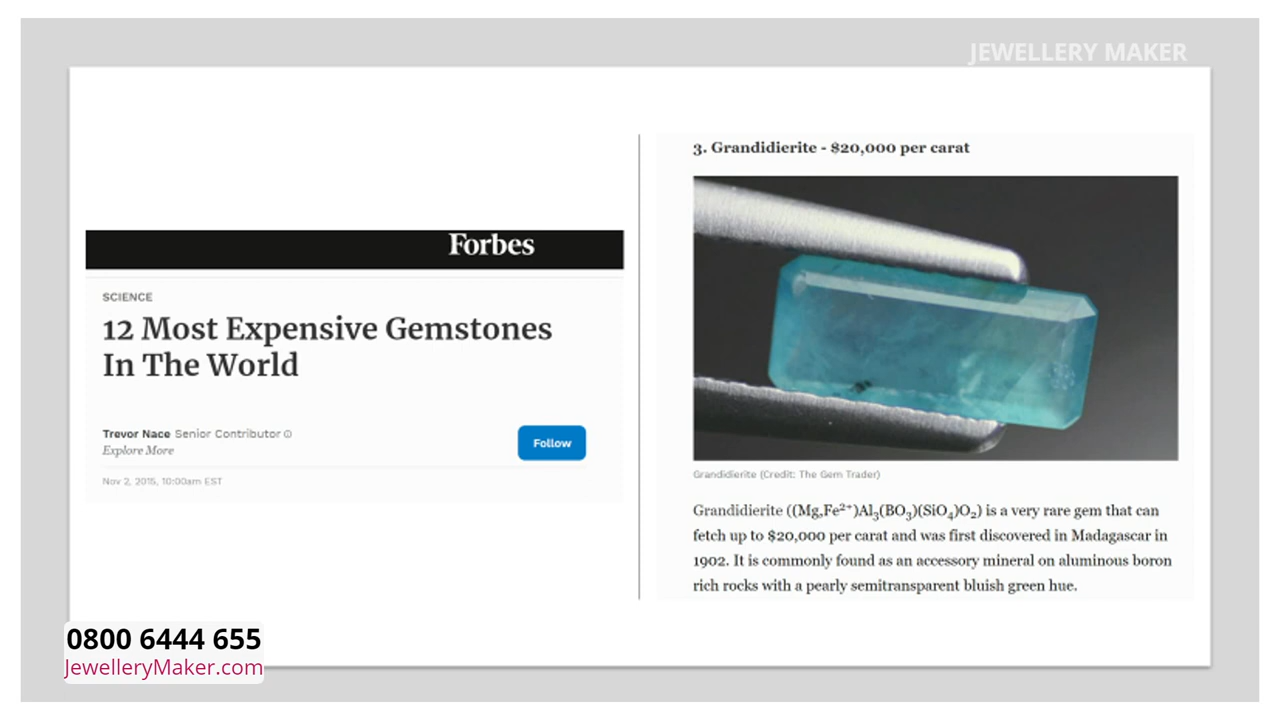 JEWELLERY MAKER
Forbes
SCIENCE
12 Most Expensive Gemstones
In The World
Trevor Nace Senior Contributor
Explore More
Follow
Nov 2, 2015, 10:00am EST
3. Grandidierite - $20,000 per carat
Grandidierite (Credit: The Gem Trader)
Grandidierite ((Mg,Fe²⁺)Al₃(BO₃)(SiO₄)O₂) is a very rare gem that can
fetch up to $20,000 per carat and was first discovered in Madagascar in
1902. It is commonly found as an accessory mineral on aluminous boron
rich rocks with a pearly semitransparent bluish green hue.
0800 6444 655
JewelleryMaker.com